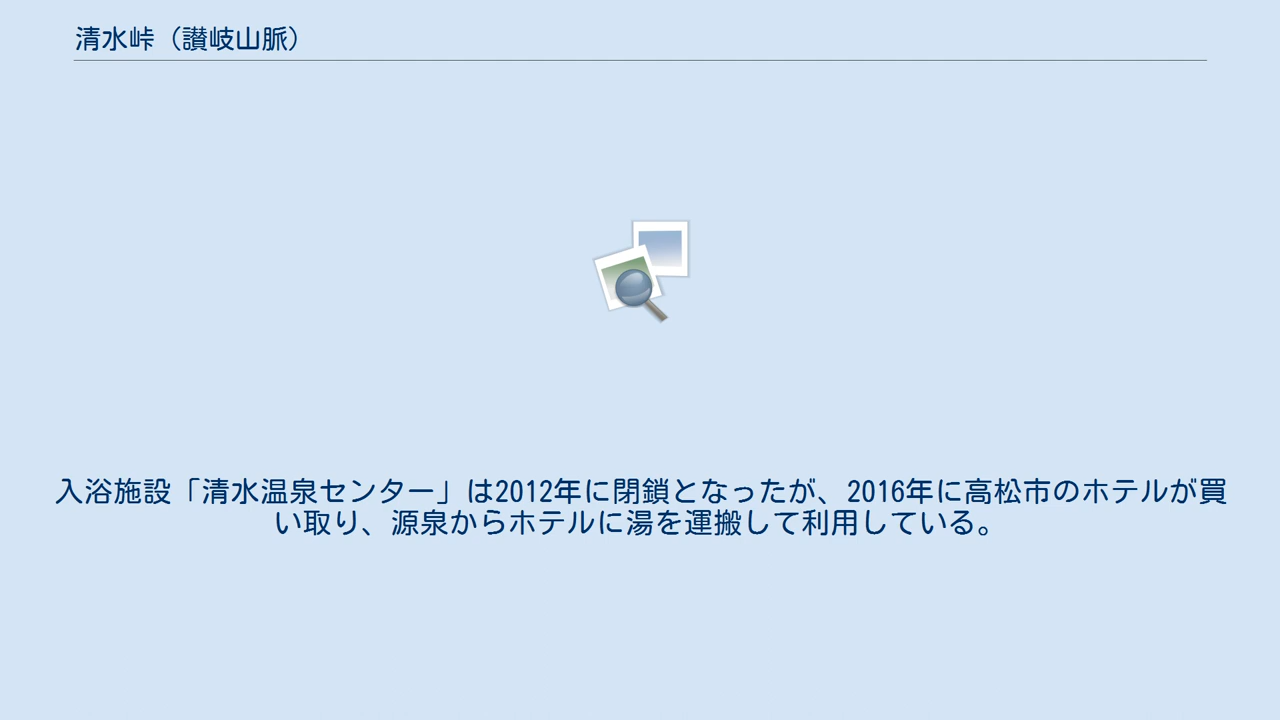 清水峠（讃岐山脈）
入浴施設「清水温泉センター」は2012年に閉鎖となったが、2016年に高松市のホテルが買
い取り、源泉からホテルに湯を運搬して利用している。